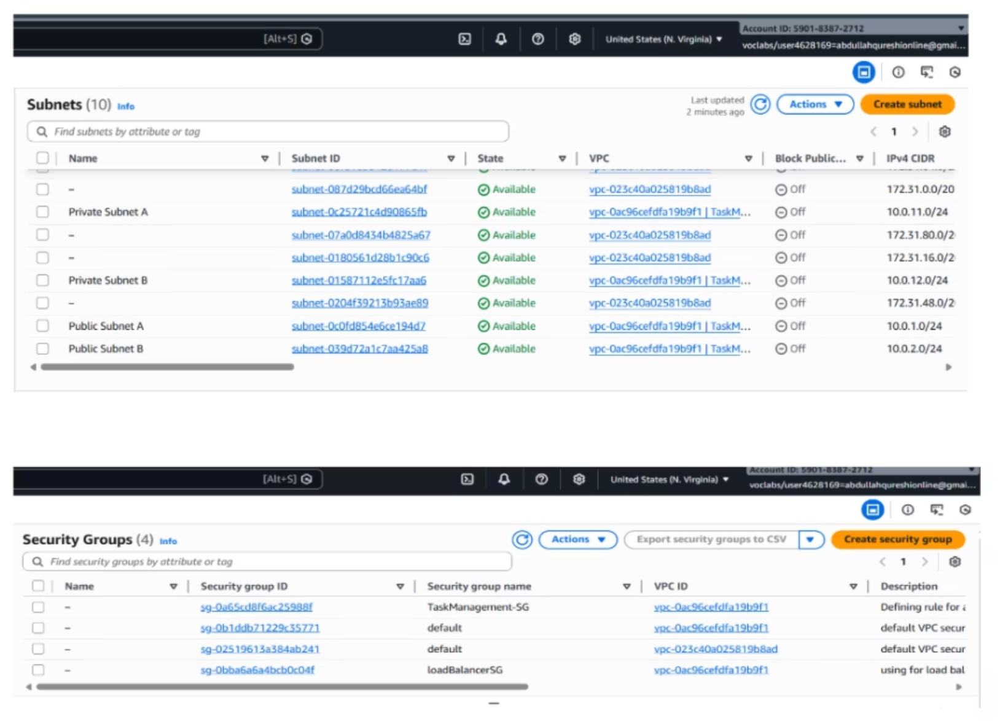 [Alt+S]
United States (N. Virginia) ▼
Account ID: 5901-8387-2712
voclabs/user4628169=abdullahqureshionline@gmai...
Subnets (10) Info
Last updated
2 minutes ago
Actions ▼
Create subnet
Find subnets by attribute or tag
1
Name Subnet ID State VPC Block Public... IPv4 CIDR
– subnet-087d29bcd66ea64bf Available vpc-023c40a025819b8ad Off 172.31.0.0/20
Private Subnet A subnet-0c25721c4d90865fb Available vpc-0ac96cefdfa19b9f1 | TaskM... Off 10.0.11.0/24
– subnet-07a0d8434b4825a67 Available vpc-023c40a025819b8ad Off 172.31.80.0/2
– subnet-0180561d28b1c90c6 Available vpc-023c40a025819b8ad Off 172.31.16.0/2
Private Subnet B subnet-01587112e5fc17aa6 Available vpc-0ac96cefdfa19b9f1 | TaskM... Off 10.0.12.0/24
– subnet-0204f39213b93ae89 Available vpc-023c40a025819b8ad Off 172.31.48.0/2
Public Subnet A subnet-0c0fd854e6ce194d7 Available vpc-0ac96cefdfa19b9f1 | TaskM... Off 10.0.1.0/24
Public Subnet B subnet-039d72a1c7aa425a8 Available vpc-0ac96cefdfa19b9f1 | TaskM... Off 10.0.2.0/24
[Alt+S]
United States (N. Virginia) ▼
Account ID: 5901-8387-2712
voclabs/user4628169=abdullahqureshionline@gmai...
Security Groups (4) Info
Actions ▼
Export security groups to CSV
Create security group
Find security groups by attribute or tag
1
Name Security group ID Security group name VPC ID Description
– sg-0a65cd8f6ac25988f TaskManagement-SG vpc-0ac96cefdfa19b9f1 Defining rule for
– sg-0b1ddb71229c35771 default vpc-0ac96cefdfa19b9f1 default VPC secur
– sg-02519613a384ab241 default vpc-023c40a025819b8ad default VPC secur
– sg-0bba6a6a4bcb0c04f loadBalancerSG vpc-0ac96cefdfa19b9f1 using for load bal